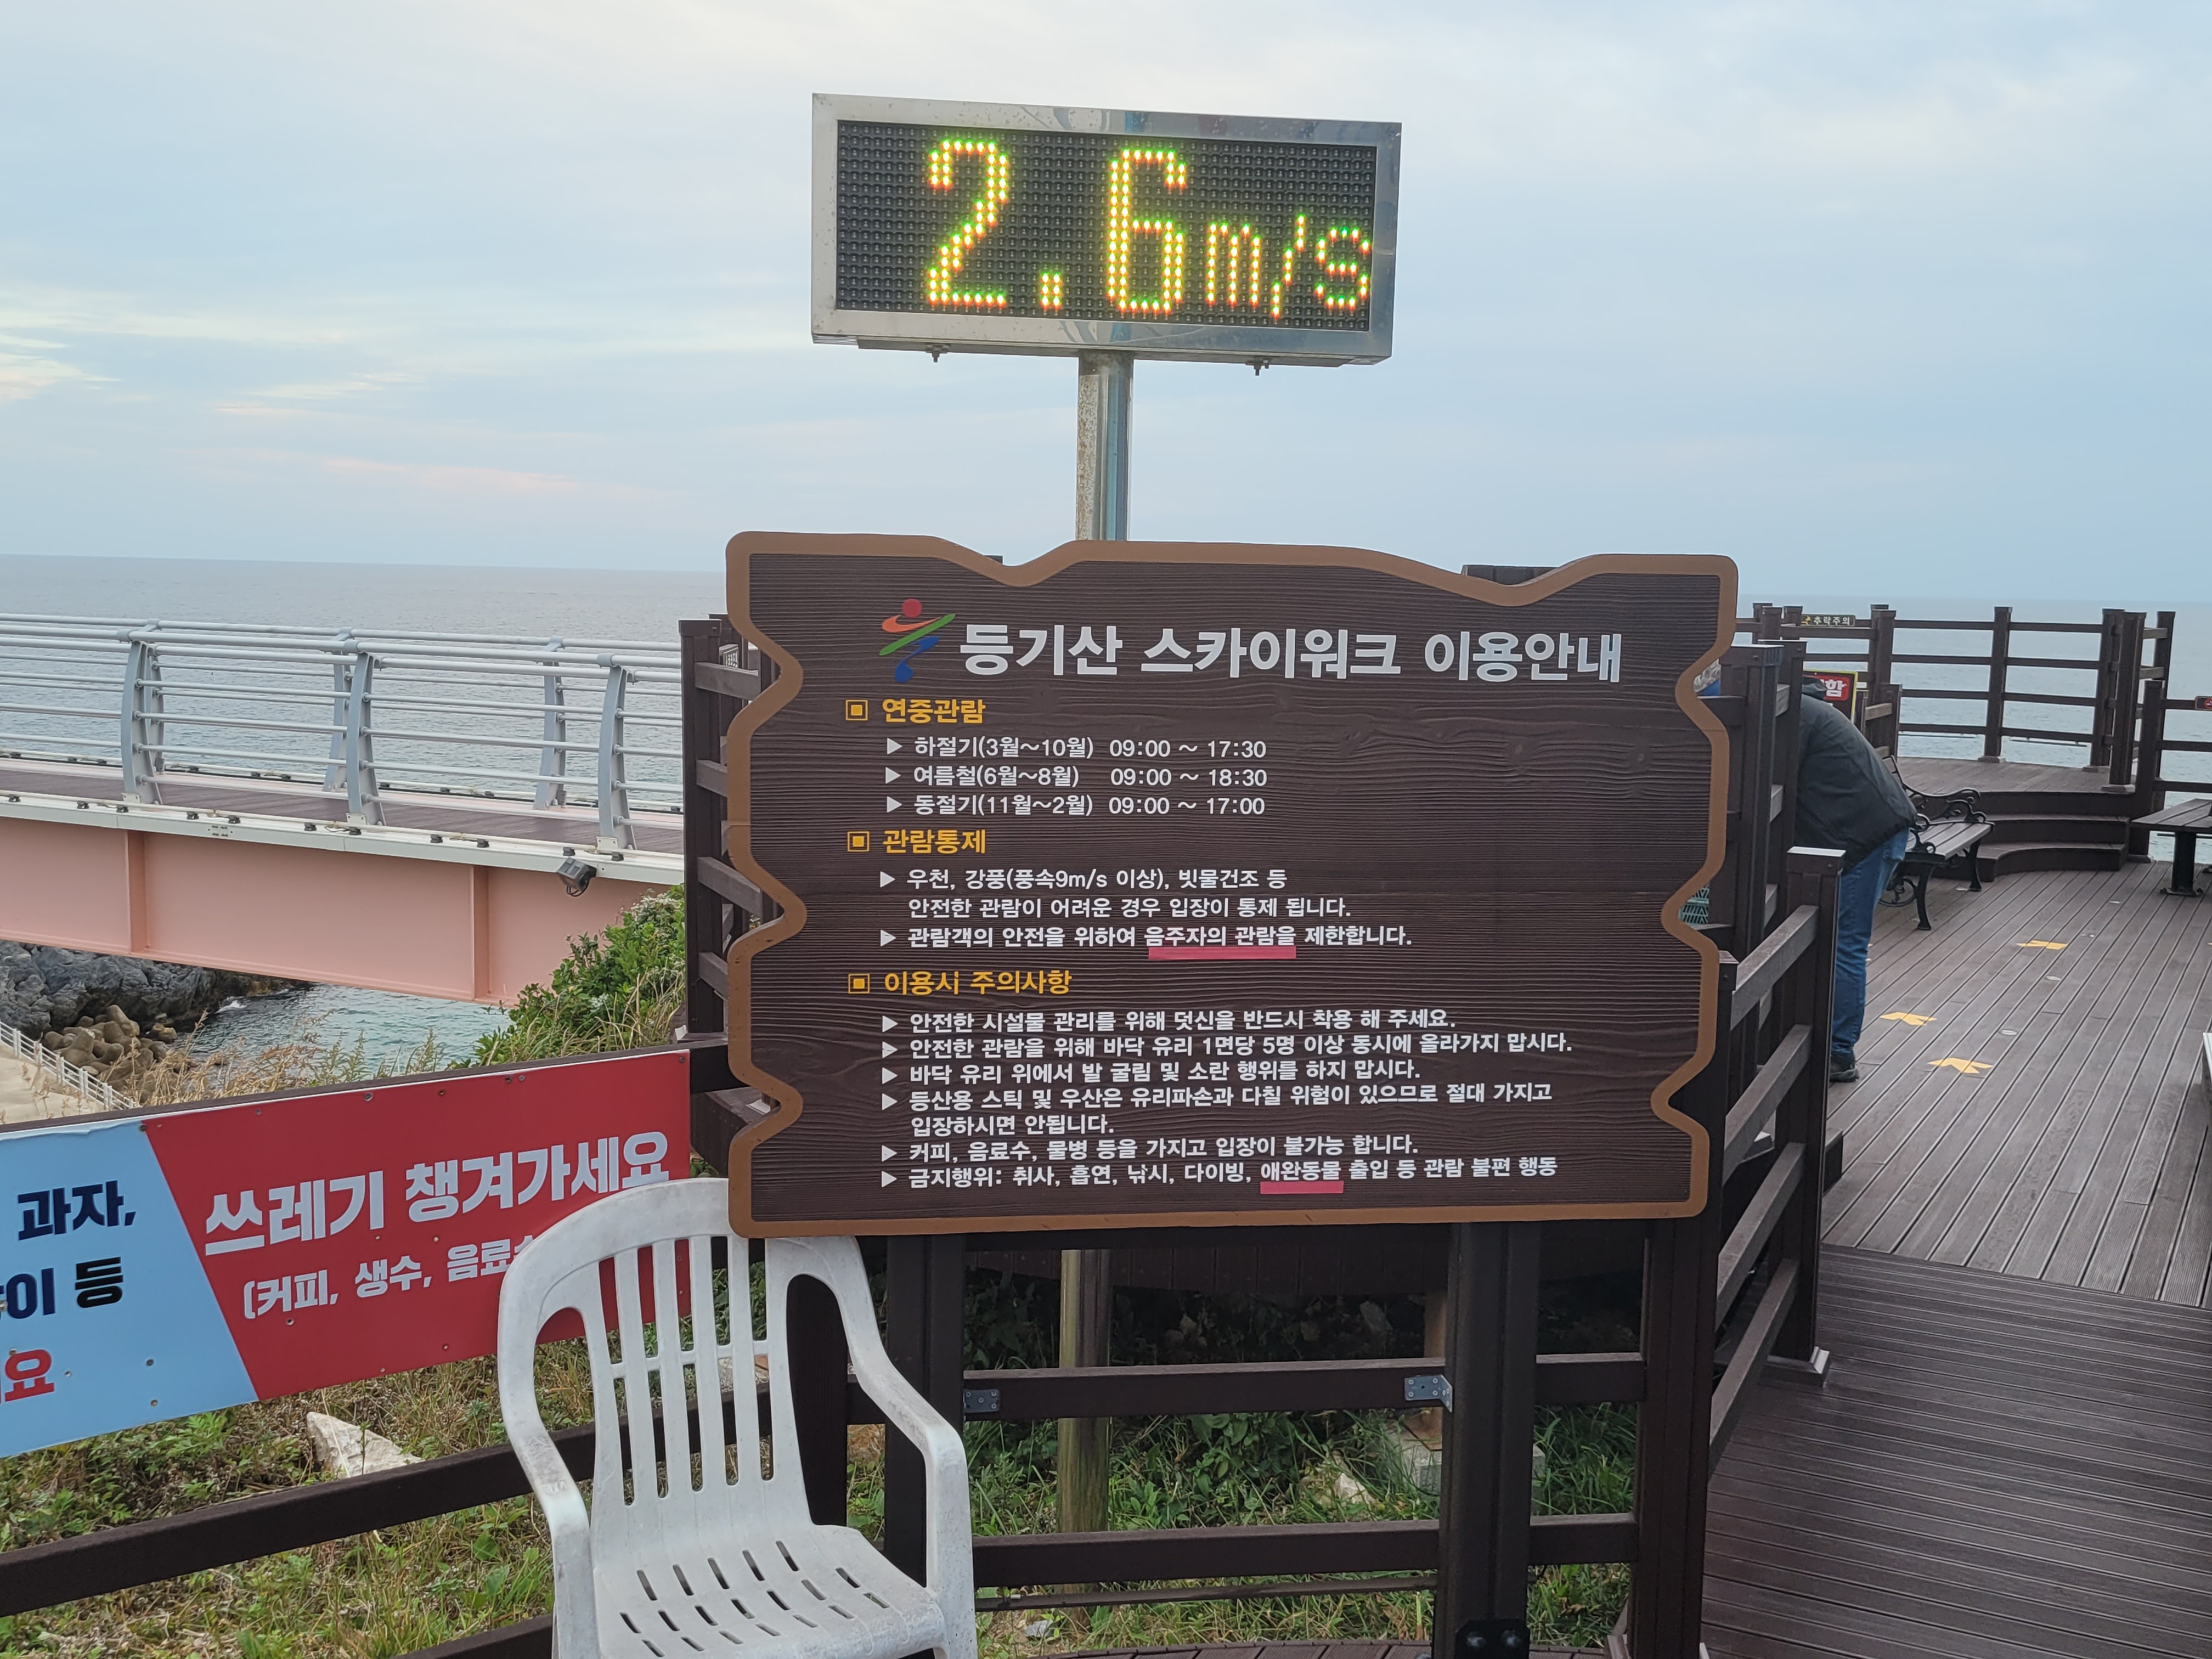 2.6m/s
등기산 스카이워크 이용안내
▣ 연중관람
▶ 하절기(3월~10월) 09:00 ~ 17:30
▶ 여름철(6월~8월) 09:00 ~ 18:30
▶ 동절기(11월~2월) 09:00 ~ 17:00
▣ 관람통제
▶ 우천, 강풍(풍속9m/s 이상), 빗물건조 등
안전한 관람이 어려운 경우 입장이 통제 됩니다.
▶ 관람객의 안전을 위하여 음주자의 관람을 제한합니다.
▣ 이용시 주의사항
▶ 안전한 시설물 관리를 위해 덧신을 반드시 착용 해 주세요.
▶ 안전한 관람을 위해 바닥 유리 1면당 5명 이상 동시에 올라가지 맙시다.
▶ 바닥 유리 위에서 발 굴림 및 소란 행위를 하지 맙시다.
▶ 등산용 스틱 및 우산은 유리파손과 다칠 위험이 있으므로 절대 가지고
입장하시면 안됩니다.
▶ 커피, 음료수, 물병 등을 가지고 입장이 불가능 합니다.
▶ 금지행위: 취사, 흡연, 낚시, 다이빙, 애완동물 출입 등 관람 불편 행동
추락주의
과자,
등
쓰레기 챙겨가세요
(커피, 생수, 음료